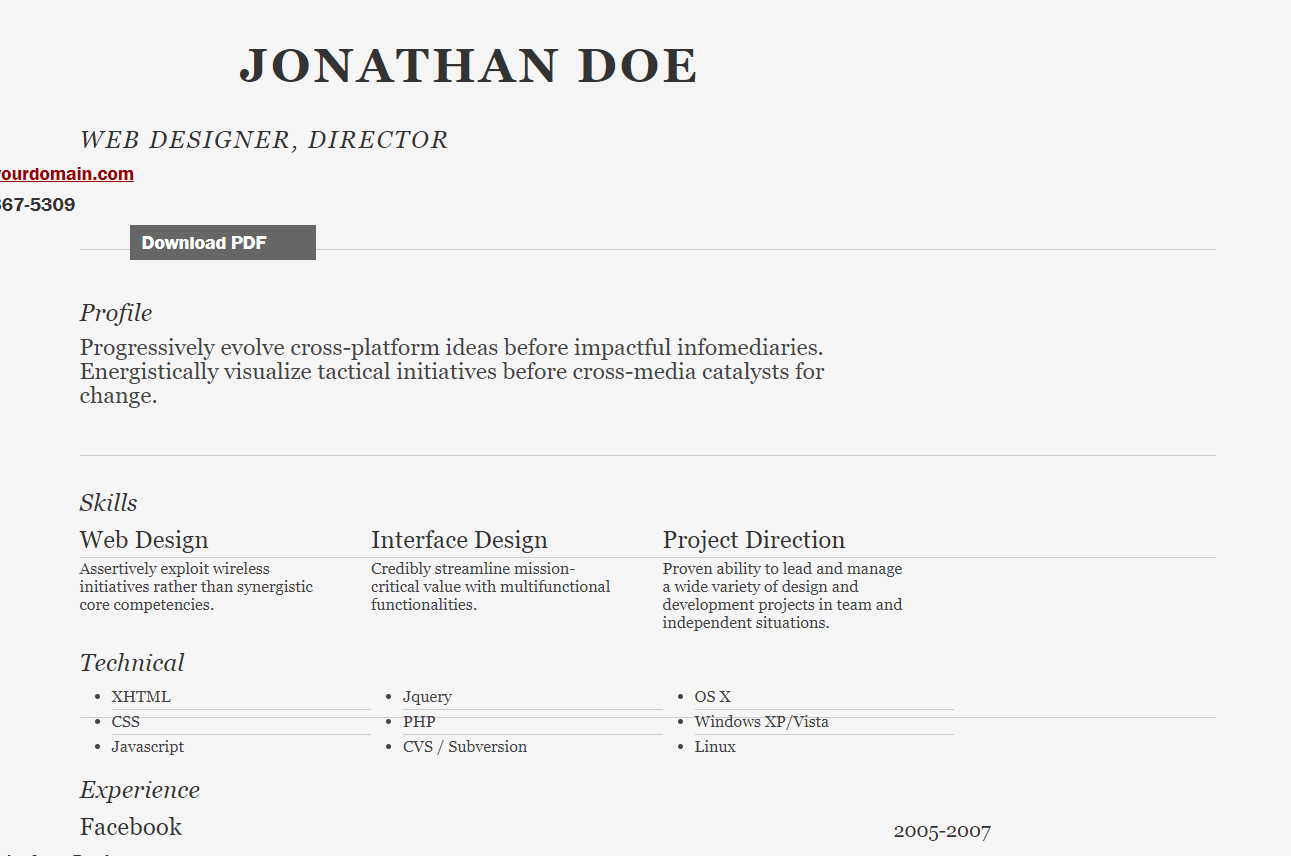 JONATHAN DOE
WEB DESIGNER, DIRECTOR
yourdomain.com
367-5309
Download PDF
Profile
Progressively evolve cross-platform ideas before impactful infomediaries.
Energistically visualize tactical initiatives before cross-media catalysts for
change.
Skills
Web Design
Assertively exploit wireless
initiatives rather than synergistic
core competencies.
Interface Design
Credibly streamline mission-
critical value with multifunctional
functionalities.
Project Direction
Proven ability to lead and manage
a wide variety of design and
development projects in team and
independent situations.
Technical
XHTML
CSS
Javascript
Jquery
PHP
CVS / Subversion
OS X
Windows XP/Vista
Linux
Experience
Facebook
2005-2007